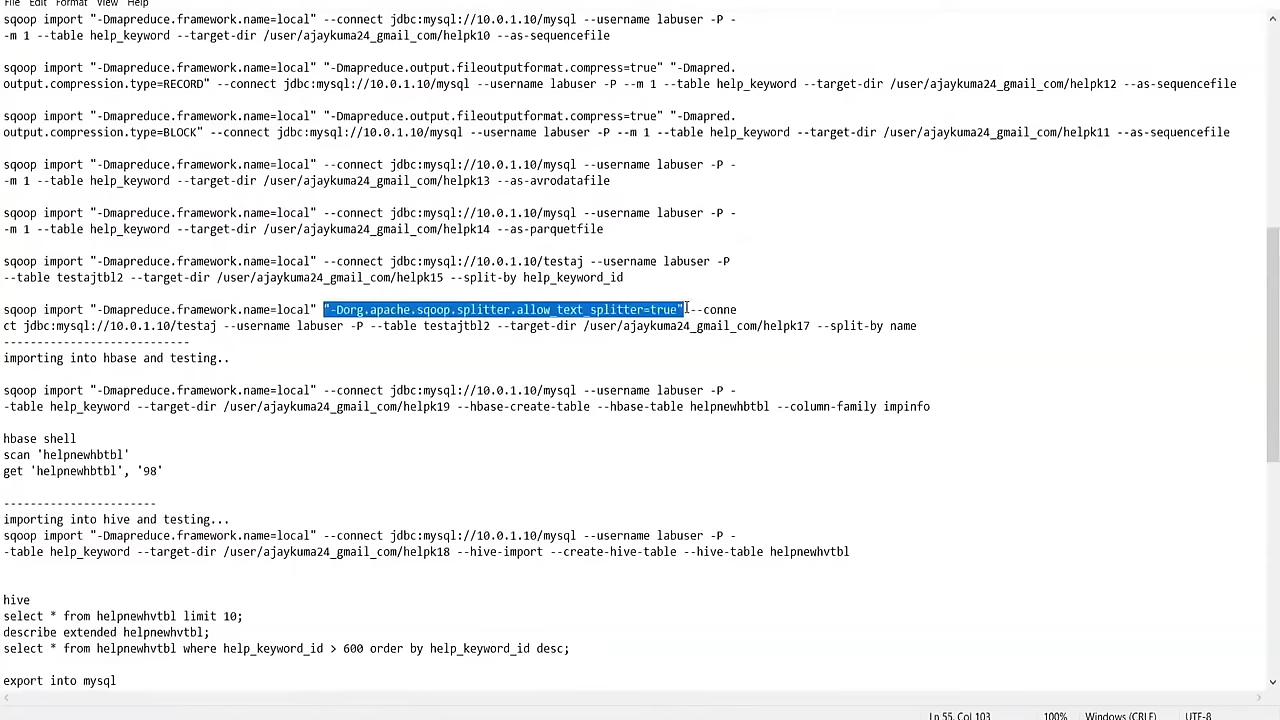 File Edit Format View Help
sqoop import "-Dmapreduce.framework.name=local" --connect jdbc:mysql://10.0.1.10/mysql --username labuser -P -
-m 1 --table help_keyword --target-dir /user/ajaykuma24_gmail_com/helpk10 --as-sequencefile
sqoop import "-Dmapreduce.framework.name=local" "-Dmapreduce.output.fileoutputformat.compress=true" "-Dmapred.
output.compression.type=RECORD" --connect jdbc:mysql://10.0.1.10/mysql --username labuser -P --m 1 --table help_keyword --target-dir /user/ajaykuma24_gmail_com/helpk12 --as-sequencefile
sqoop import "-Dmapreduce.framework.name=local" "-Dmapreduce.output.fileoutputformat.compress=true" "-Dmapred.
output.compression.type=BLOCK" --connect jdbc:mysql://10.0.1.10/mysql --username labuser -P --m 1 --table help_keyword --target-dir /user/ajaykuma24_gmail_com/helpk11 --as-sequencefile
sqoop import "-Dmapreduce.framework.name=local" --connect jdbc:mysql://10.0.1.10/mysql --username labuser -P -
-m 1 --table help_keyword --target-dir /user/ajaykuma24_gmail_com/helpk13 --as-avrodatafile
sqoop import "-Dmapreduce.framework.name=local" --connect jdbc:mysql://10.0.1.10/mysql --username labuser -P -
-m 1 --table help_keyword --target-dir /user/ajaykuma24_gmail_com/helpk14 --as-parquetfile
sqoop import "-Dmapreduce.framework.name=local" --connect jdbc:mysql://10.0.1.10/testaj --username labuser -P
--table testajtbl2 --target-dir /user/ajaykuma24_gmail_com/helpk15 --split-by help_keyword_id
sqoop import "-Dmapreduce.framework.name=local" "-Dorg.apache.sqoop.splitter.allow_text_splitter=true" --conne
ct jdbc:mysql://10.0.1.10/testaj --username labuser -P --table testajtbl2 --target-dir /user/ajaykuma24_gmail_com/helpk17 --split-by name
----------------------------
importing into hbase and testing..
sqoop import "-Dmapreduce.framework.name=local" --connect jdbc:mysql://10.0.1.10/mysql --username labuser -P -
-table help_keyword --target-dir /user/ajaykuma24_gmail_com/helpk19 --hbase-create-table --hbase-table helpnewhbtbl --column-family impinfo
hbase shell
scan 'helpnewhbtbl'
get 'helpnewhbtbl', '98'
-----------------------
importing into hive and testing...
sqoop import "-Dmapreduce.framework.name=local" --connect jdbc:mysql://10.0.1.10/mysql --username labuser -P -
-table help_keyword --target-dir /user/ajaykuma24_gmail_com/helpk18 --hive-import --create-hive-table --hive-table helpnewhvtbl
hive
select * from helpnewhvtbl limit 10;
describe extended helpnewhvtbl;
select * from helpnewhvtbl where help_keyword_id > 600 order by help_keyword_id desc;
export into mysql
Ln 55, Col 103 100% Windows (CRLF) UTF-8